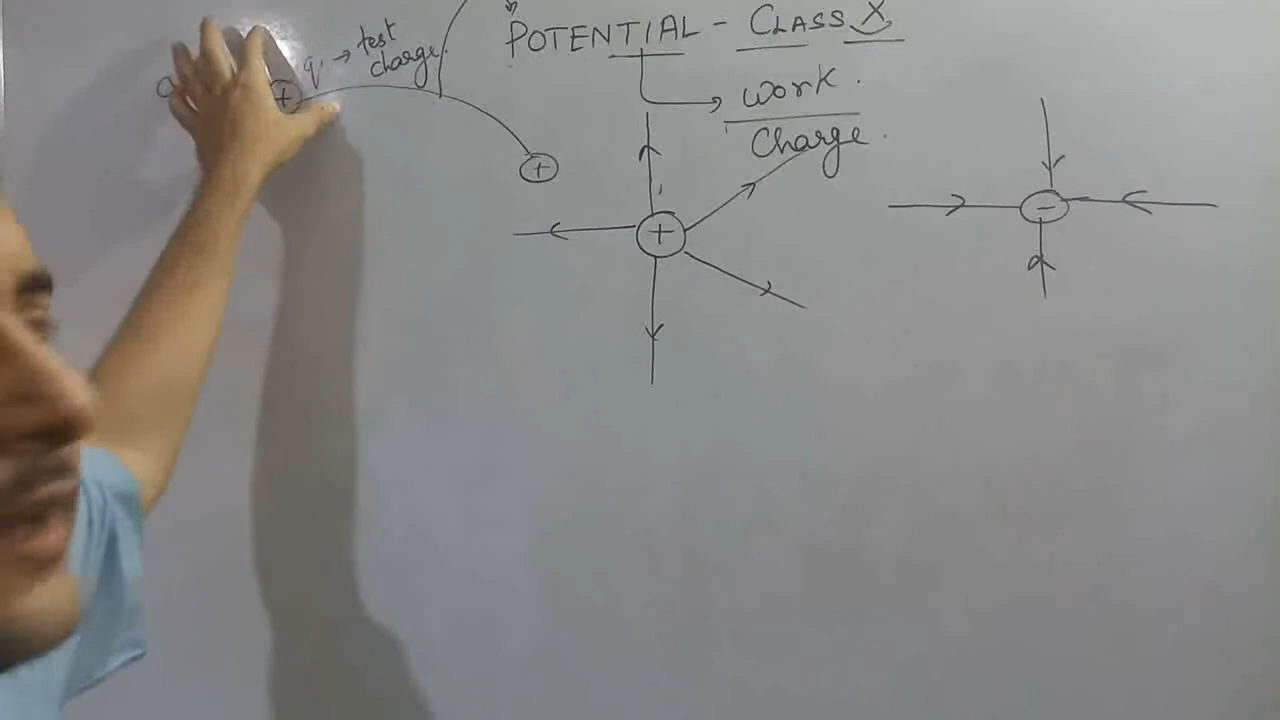 q → test
charge.
POTENTIAL - CLASS X
Work.
Charge.
+
+
+
-